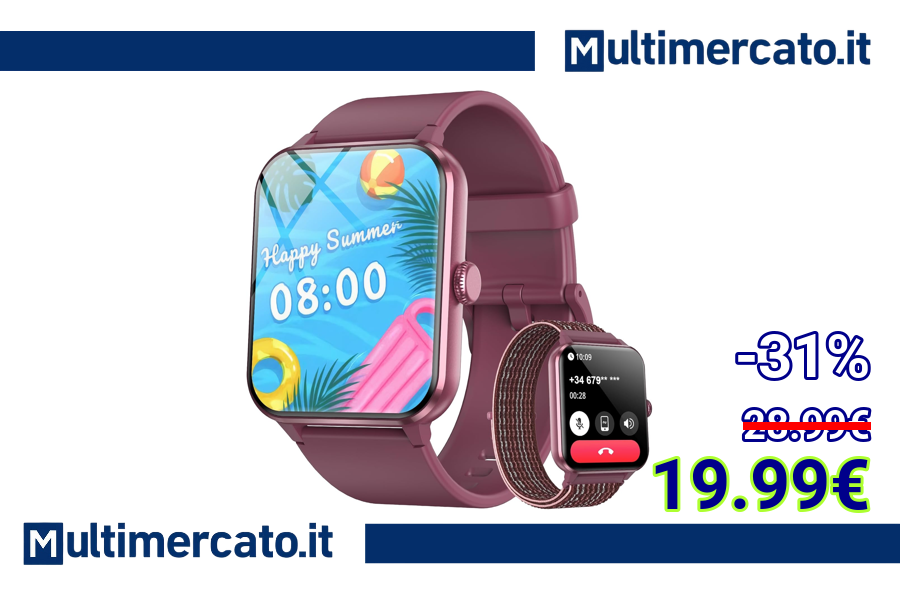 Multimercato.it
Happy Summer
08:00
10:09
+34 679** ***
00:28
-31%
28.99€
19.99€
Multimercato.it